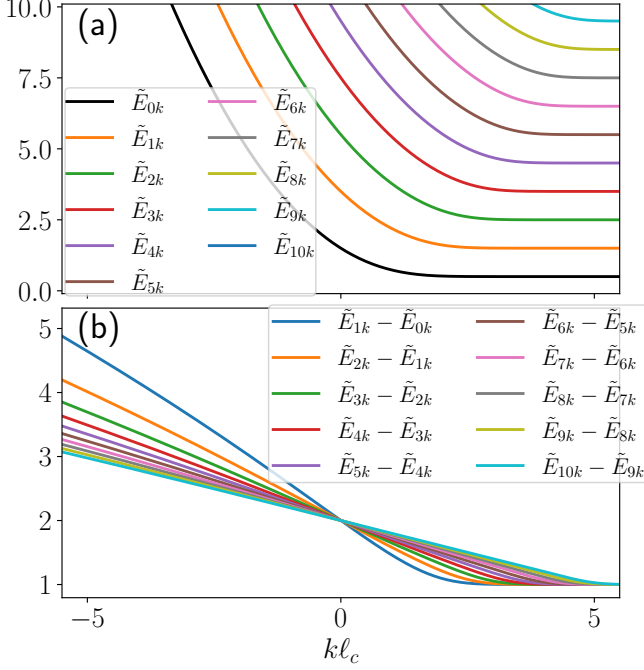 (a)
10.0
7.5
5.0
2.5
0.0
Ẽ₀ₖ
Ẽ₁ₖ
Ẽ₂ₖ
Ẽ₃ₖ
Ẽ₄ₖ
Ẽ₅ₖ
Ẽ₆ₖ
Ẽ₇ₖ
Ẽ₈ₖ
Ẽ₉ₖ
Ẽ₁₀ₖ
(b)
5
4
3
2
1
Ẽ₁ₖ − Ẽ₀ₖ
Ẽ₂ₖ − Ẽ₁ₖ
Ẽ₃ₖ − Ẽ₂ₖ
Ẽ₄ₖ − Ẽ₃ₖ
Ẽ₅ₖ − Ẽ₄ₖ
Ẽ₆ₖ − Ẽ₅ₖ
Ẽ₇ₖ − Ẽ₆ₖ
Ẽ₈ₖ − Ẽ₇ₖ
Ẽ₉ₖ − Ẽ₈ₖ
Ẽ₁₀ₖ − Ẽ₉ₖ
−5 0 5
kℓ_c